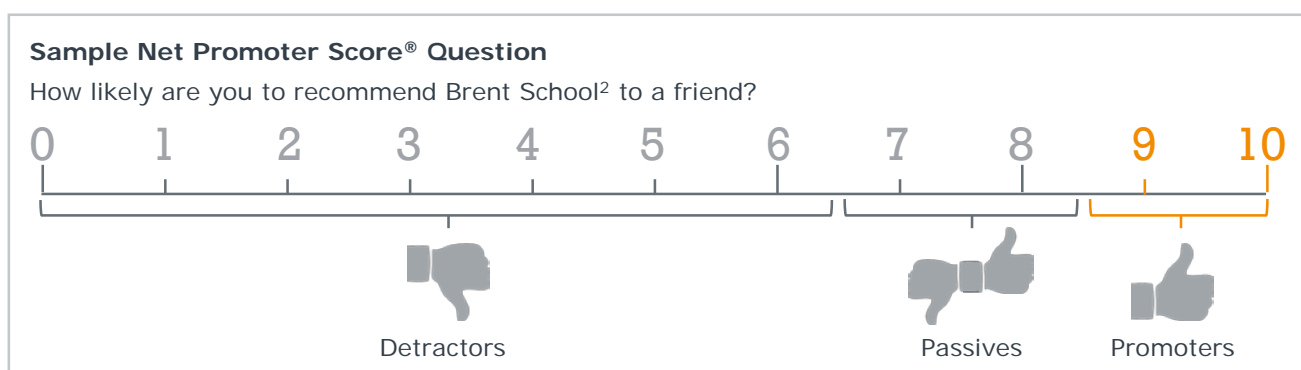 Sample Net Promoter Score® Question
How likely are you to recommend Brent School² to a friend?
0 1 2 3 4 5 6 7 8 9 10
Detractors Passives Promoters